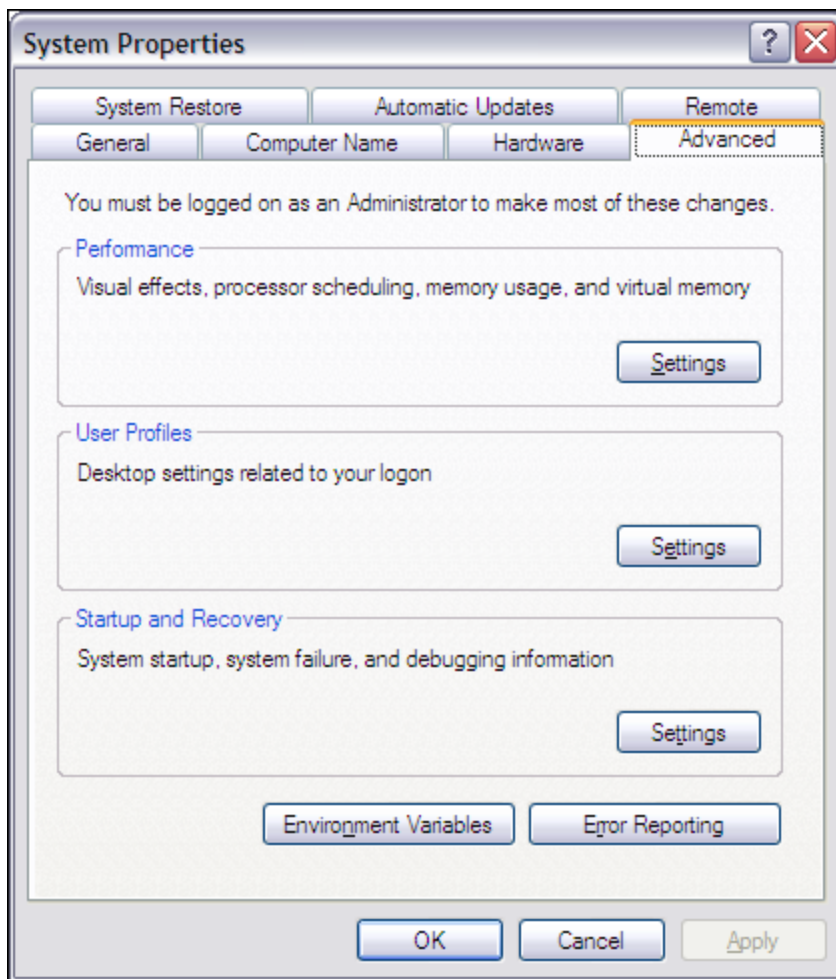 System Properties
System Restore Automatic Updates Remote
General Computer Name Hardware Advanced
You must be logged on as an Administrator to make most of these changes.
Performance
Visual effects, processor scheduling, memory usage, and virtual memory
Settings
User Profiles
Desktop settings related to your logon
Settings
Startup and Recovery
System startup, system failure, and debugging information
Settings
Environment Variables Error Reporting
OK Cancel Apply